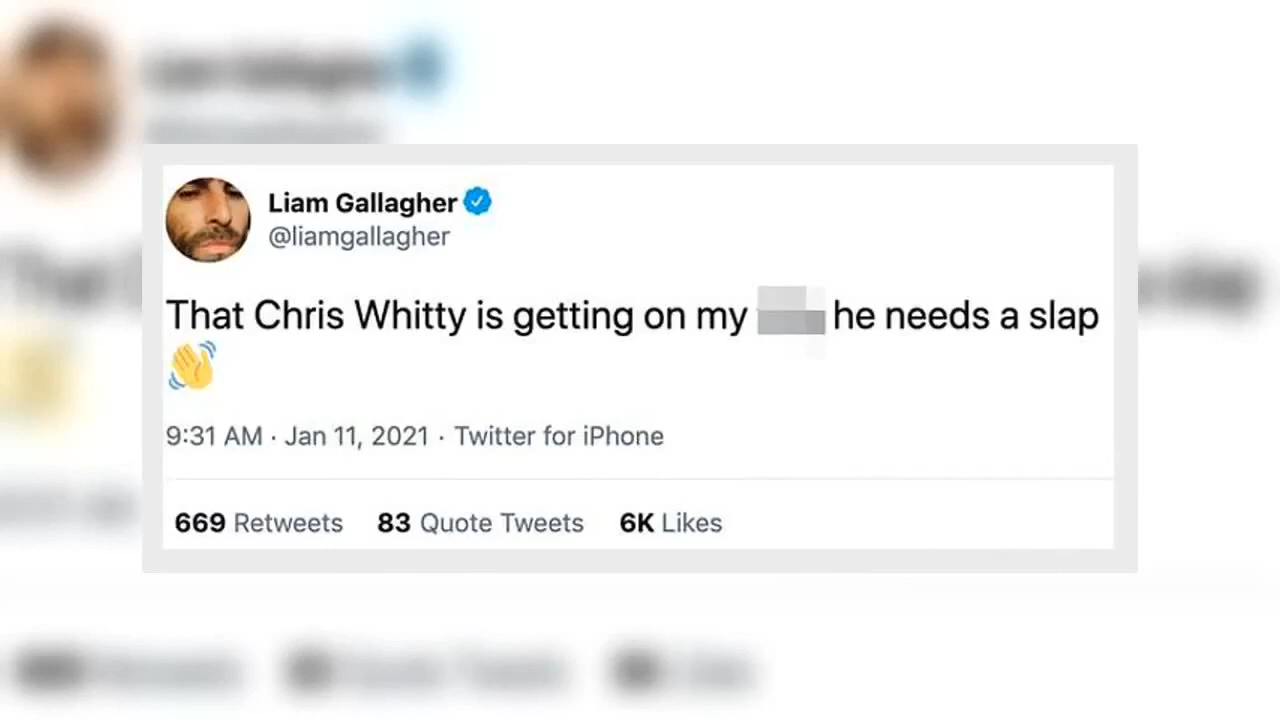 Liam Gallagher
@liamgallagher
That Chris Whitty is getting on my he needs a slap
👋
9:31 AM · Jan 11, 2021 · Twitter for iPhone
669 Retweets 83 Quote Tweets 6K Likes